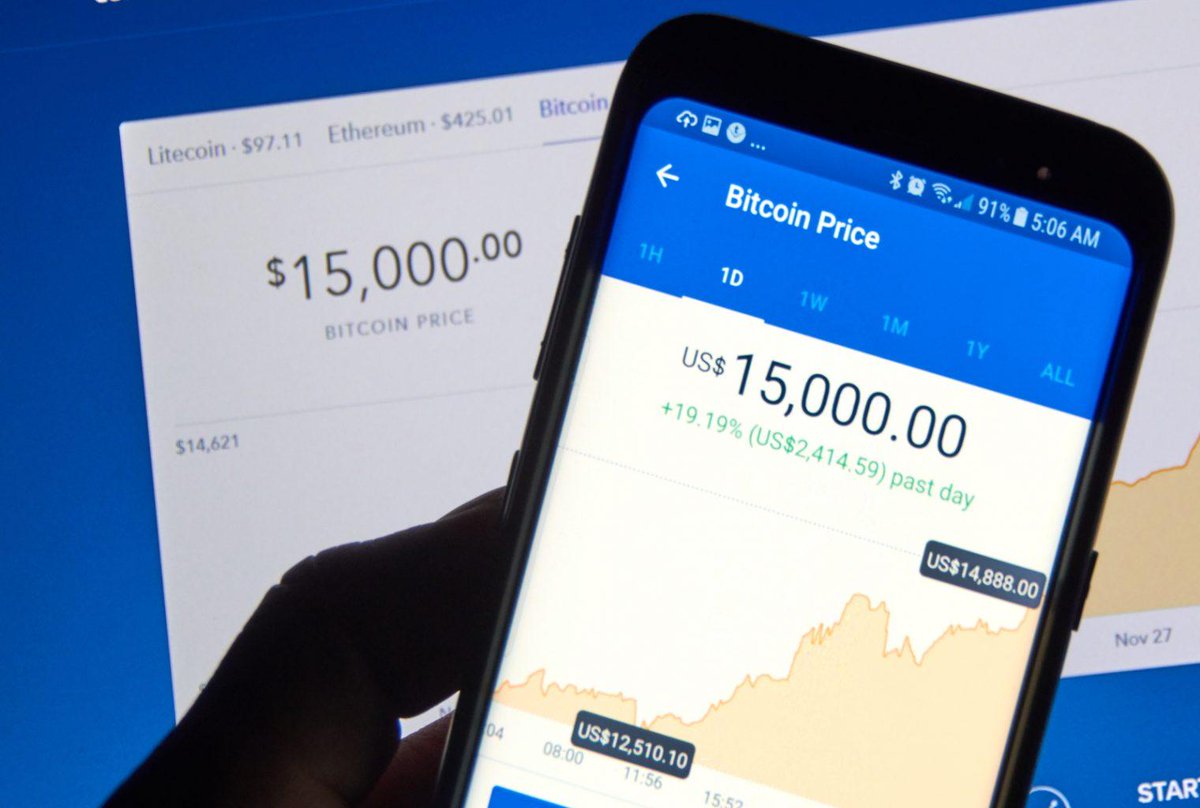 Litecoin · $97.11 Ethereum · $425.01 Bitcoin
$15,000.00
BITCOIN PRICE
$14,621
Nov 27
START
91% 5:06 AM
Bitcoin Price
1H 1D 1W 1M 1Y ALL
US$ 15,000.00
+19.19% (US$2,414.59) past day
US$14,888.00
US$12,510.10
04 08:00 11:56 15:52